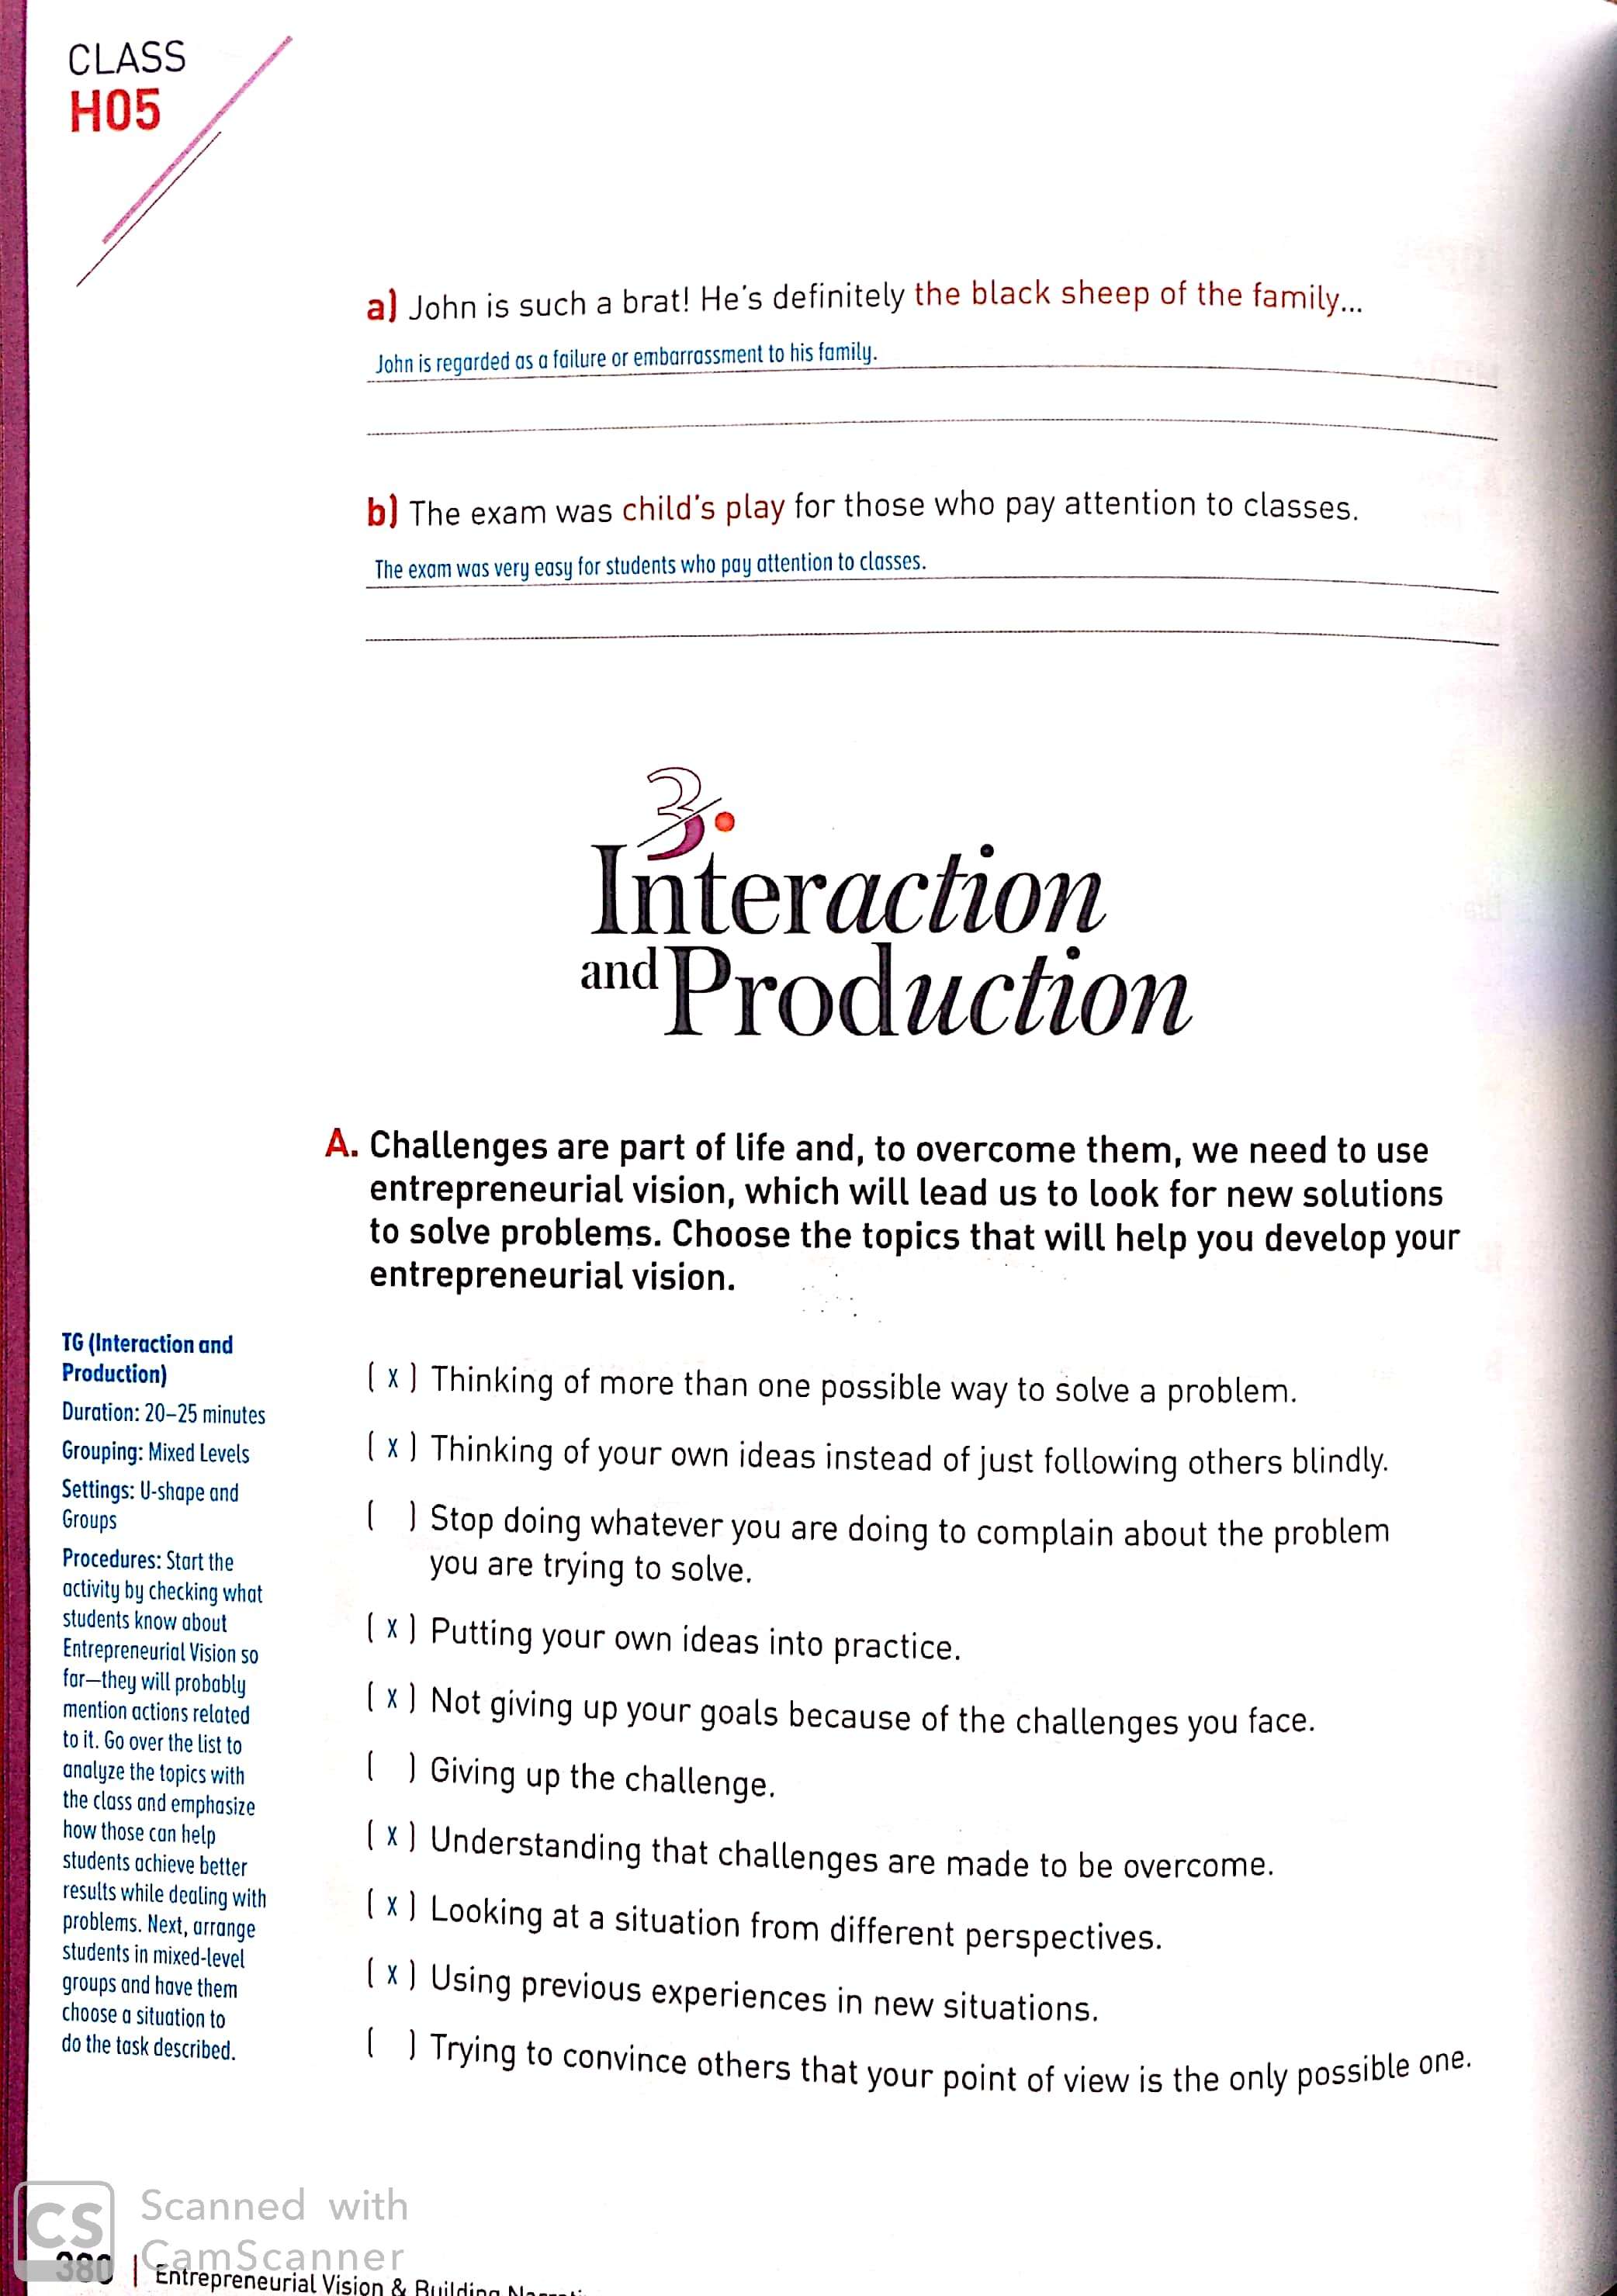 CLASS
H05
a) John is such a brat! He's definitely the black sheep of the family...
John is regarded as a failure or embarrassment to his family.
b) The exam was child's play for those who pay attention to classes.
The exam was very easy for students who pay attention to classes.
3.
Interaction
and Production
A. Challenges are part of life and, to overcome them, we need to use
entrepreneurial vision, which will lead us to look for new solutions
to solve problems. Choose the topics that will help you develop your
entrepreneurial vision.
TG (Interaction and
Production)
Duration: 20–25 minutes
Grouping: Mixed Levels
Settings: U-shape and
Groups
Procedures: Start the
activity by checking what
students know about
Entrepreneurial Vision so
far—they will probably
mention actions related
to it. Go over the list to
analyze the topics with
the class and emphasize
how those can help
students achieve better
results while dealing with
problems. Next, arrange
students in mixed-level
groups and have them
choose a situation to
do the task described.
( x ) Thinking of more than one possible way to solve a problem.
( x ) Thinking of your own ideas instead of just following others blindly.
( ) Stop doing whatever you are doing to complain about the problem
you are trying to solve.
( x ) Putting your own ideas into practice.
( x ) Not giving up your goals because of the challenges you face.
( ) Giving up the challenge.
( x ) Understanding that challenges are made to be overcome.
( x ) Looking at a situation from different perspectives.
( x ) Using previous experiences in new situations.
( ) Trying to convince others that your point of view is the only possible one.
CS Scanned with
CamScanner
380 | Entrepreneurial Vision & Building